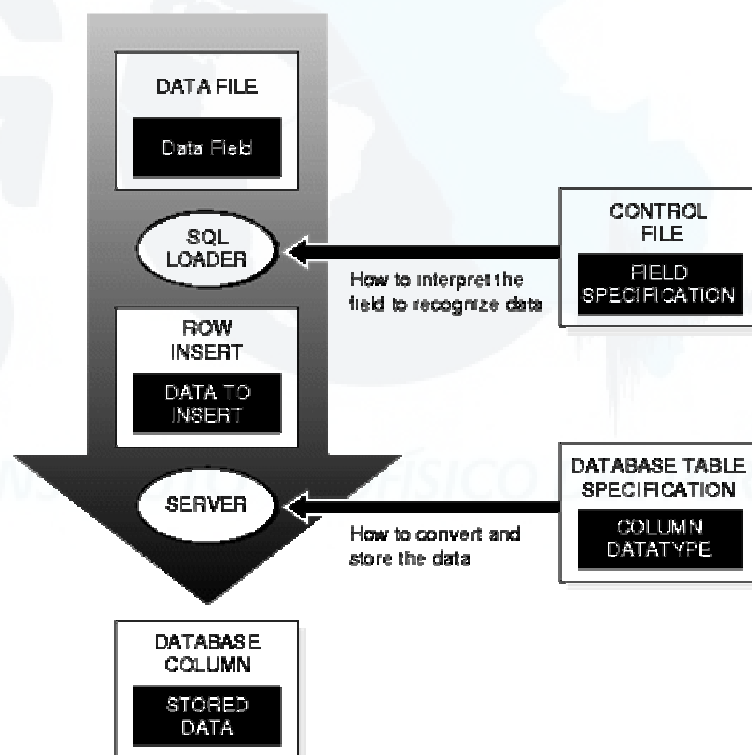 DATA FILE
Data Field
SQL
LOADER
CONTROL
FILE
FIELD
SPECIFICATION
How to interpret the
field to recognize data
ROW
INSERT
DATA TO
INSERT
SERVER
DATABASE TABLE
SPECIFICATION
COLUMN
DATATYPE
How to convert and
store the data
DATABASE
COLUMN
STORED
DATA